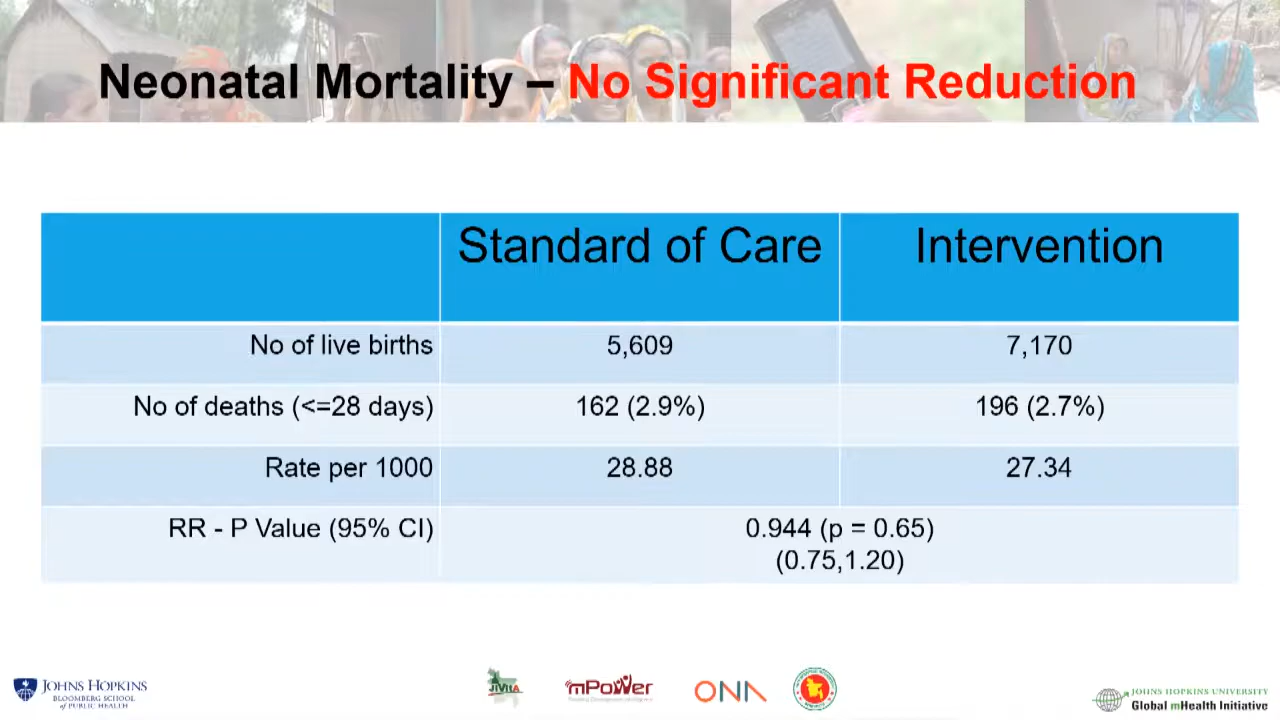 Neonatal Mortality – No Significant Reduction
Standard of Care
Intervention
No of live births
5,609
7,170
No of deaths (<=28 days)
162 (2.9%)
196 (2.7%)
Rate per 1000
28.88
27.34
RR - P Value (95% CI)
0.944 (p = 0.65)
(0.75,1.20)
JOHNS HOPKINS
BLOOMBERG SCHOOL
of PUBLIC HEALTH
JiVitA
mPower
ONA
JOHNS HOPKINS UNIVERSITY
Global mHealth Initiative